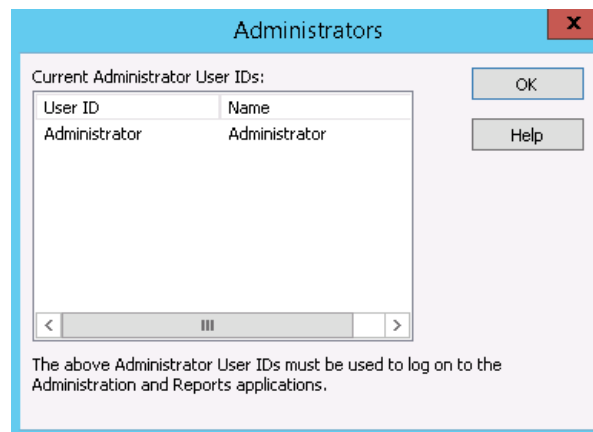 Administrators
x
Current Administrator User IDs:
OK
User ID Name
Administrator Administrator
Help
The above Administrator User IDs must be used to log on to the
Administration and Reports applications.